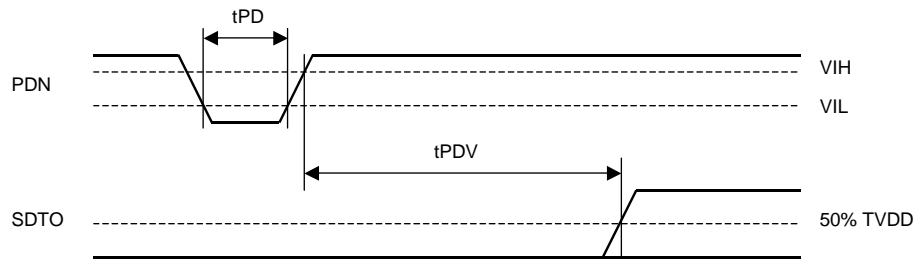 tPD
PDN
VIH
VIL
tPDV
SDTO
50% TVDD